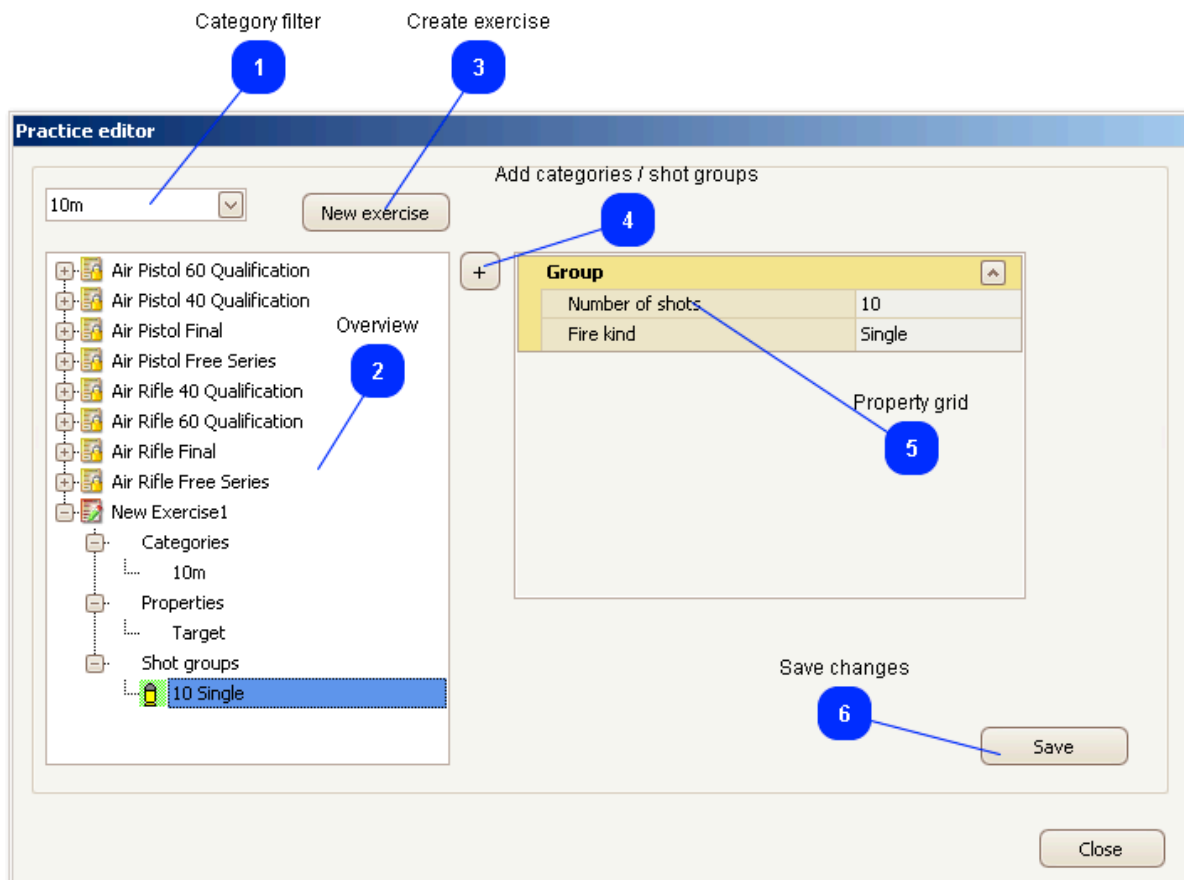 Category filter
Create exercise
1
3
Practice editor
Add categories / shot groups
10m
New exercise
4
Air Pistol 60 Qualification
+
Group
Air Pistol 40 Qualification
Number of shots
10
Air Pistol Final
Overview
Fire kind
Single
Air Pistol Free Series
2
Air Rifle 40 Qualification
Property grid
Air Rifle 60 Qualification
5
Air Rifle Final
Air Rifle Free Series
New Exercise1
Categories
10m
Properties
Target
Shot groups
Save changes
10 Single
6
Save
Close